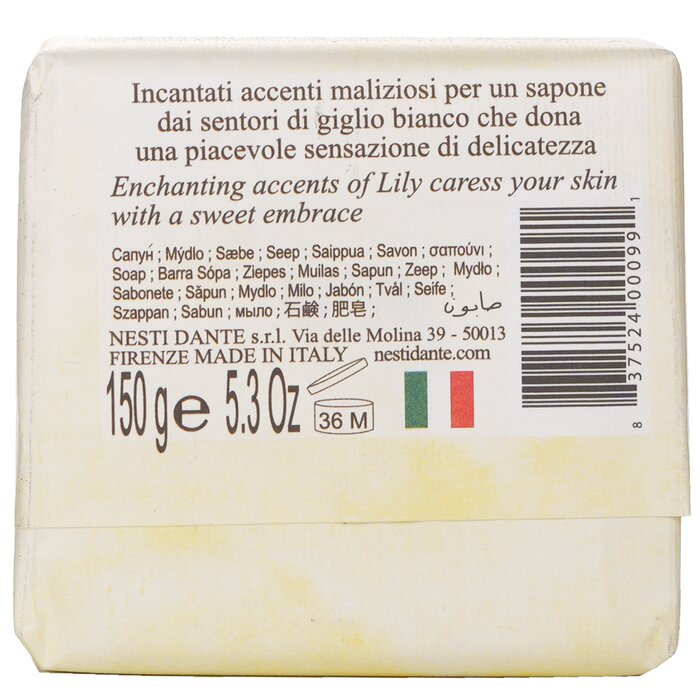 Incantati accenti maliziosi per un sapone
dai sentori di giglio bianco che dona
una piacevole sensazione di delicatezza
Enchanting accents of Lily caress your skin
with a sweet embrace
Сапун́ ; Mýdlo ; Sæbe ; Seep ; Saippua ; Savon ; σαπούνι ;
Soap ; Barra Sópa ; Ziepes ; Muilas ; Sapun ; Zeep ; Mydło ;
Sabonete ; Săpun ; Mydlo ; Milo ; Jabón ; Tvål ; Seife ;
Szappan ; Sabun ; мыло ; 石鹸 ; 肥皂 ; صابون
NESTI DANTE s.r.l. Via delle Molina 39 - 50013
FIRENZE MADE IN ITALY nestidante.com
150 g e 5.3 Oz
36 M
8 37524 00099 1